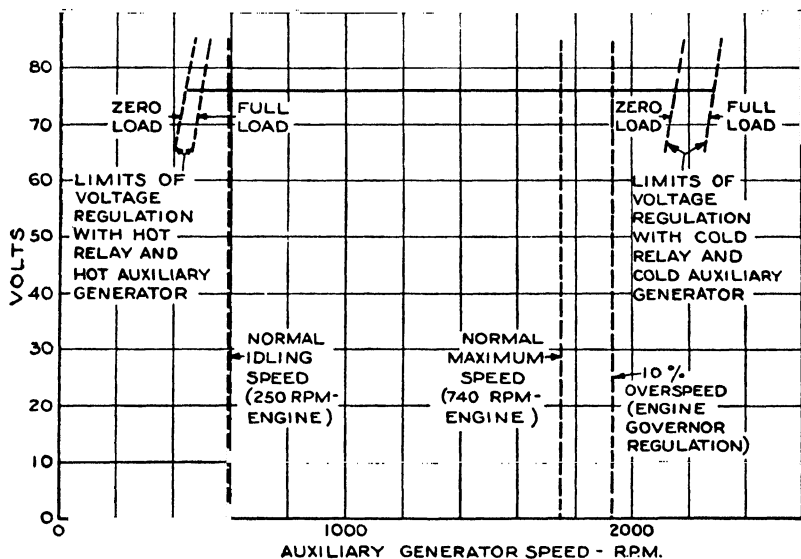 VOLTS
80
70
60
50
40
30
20
10
0
ZERO LOAD
FULL LOAD
LIMITS OF
VOLTAGE
REGULATION
WITH HOT
RELAY AND
HOT AUXILIARY
GENERATOR
ZERO LOAD
FULL LOAD
LIMITS OF
VOLTAGE
REGULATION
WITH COLD
RELAY AND
COLD AUXILIARY
GENERATOR
NORMAL
IDLING
SPEED
(250 RPM-
ENGINE)
NORMAL
MAXIMUM
SPEED
(740 RPM-
ENGINE)
10%
OVERSPEED
(ENGINE
GOVERNOR
REGULATION)
0
1000
2000
AUXILIARY GENERATOR SPEED - R.P.M.